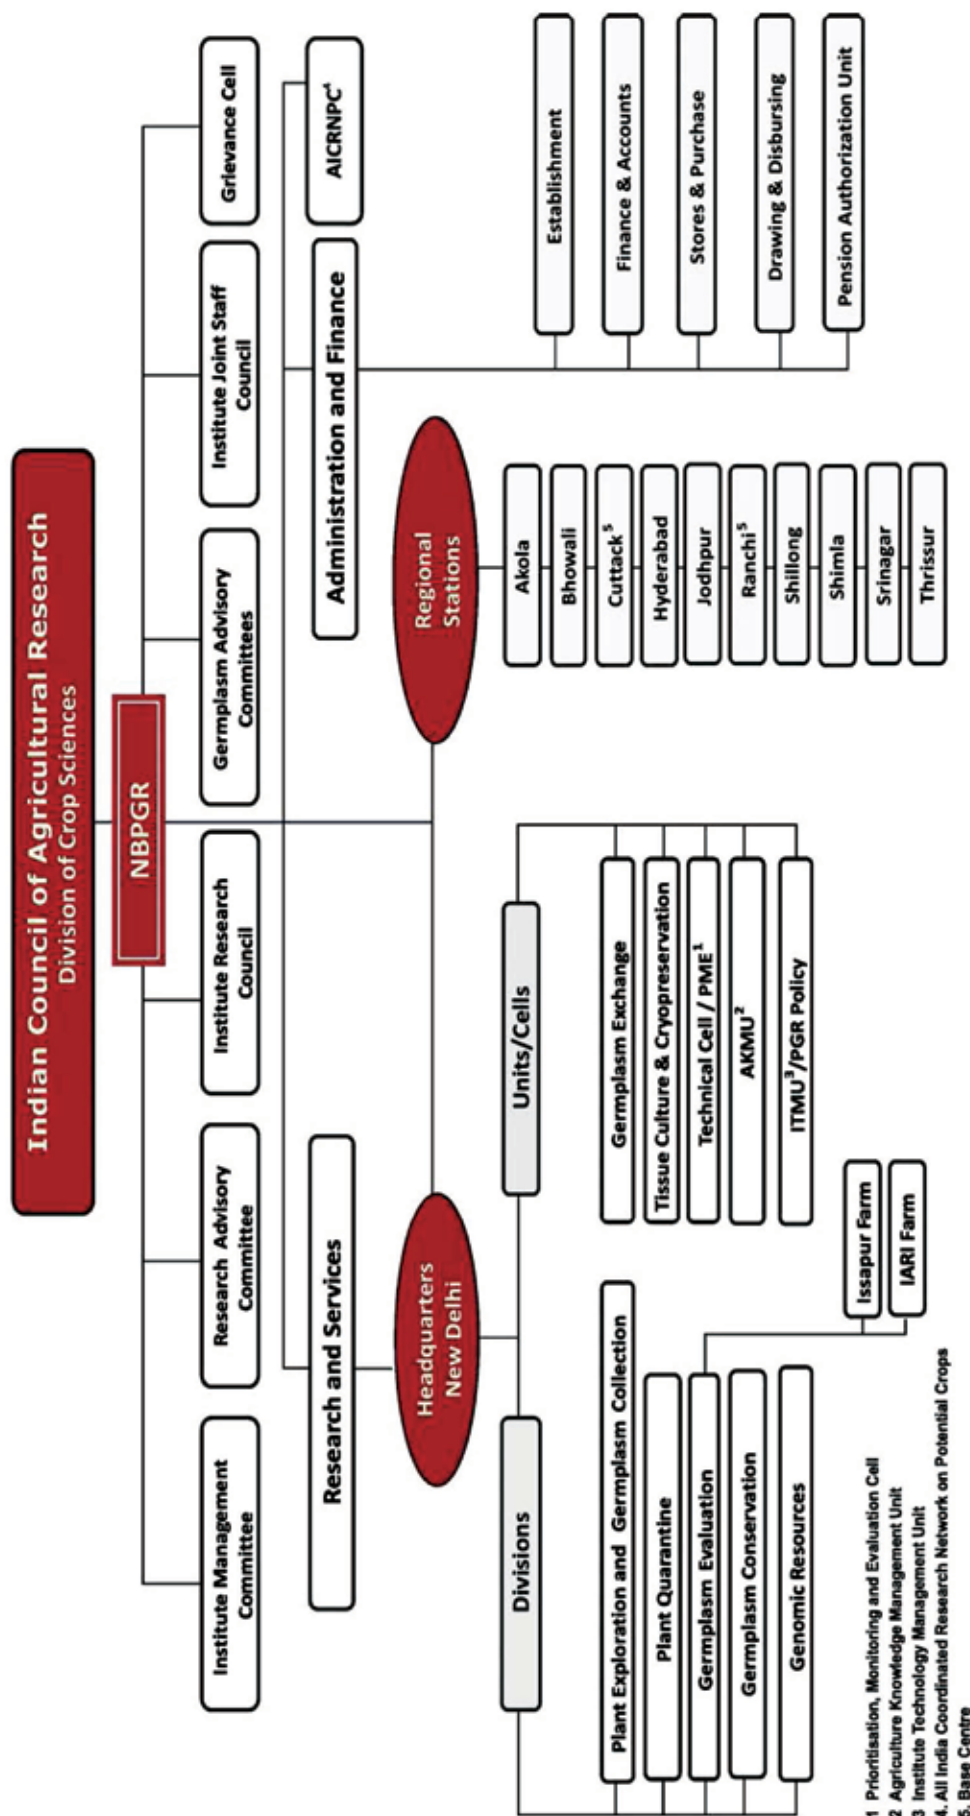 Indian Council of Agricultural Research
Division of Crop Sciences
NBPGR
Institute Management
Committee
Research Advisory
Committee
Institute Research
Council
Germplasm Advisory
Committees
Institute Joint Staff
Council
Grievance Cell
Research and Services
Administration and Finance
AICRNPC⁴
Headquarters
New Delhi
Regional
Stations
Divisions
Units/Cells
Plant Exploration and Germplasm Collection
Plant Quarantine
Germplasm Evaluation
Germplasm Conservation
Genomic Resources
Issapur Farm
IARI Farm
Germplasm Exchange
Tissue Culture & Cryopreservation
Technical Cell / PME¹
AKMU²
ITMU³/PGR Policy
Akola
Bhowali
Cuttack⁵
Hyderabad
Jodhpur
Ranchi⁵
Shillong
Shimla
Srinagar
Thrissur
Establishment
Finance & Accounts
Stores & Purchase
Drawing & Disbursing
Pension Authorization Unit
1 Prioritisation, Monitoring and Evaluation Cell
2 Agriculture Knowledge Management Unit
3 Institute Technology Management Unit
4. All India Coordinated Research Network on Potential Crops
. Base Centre